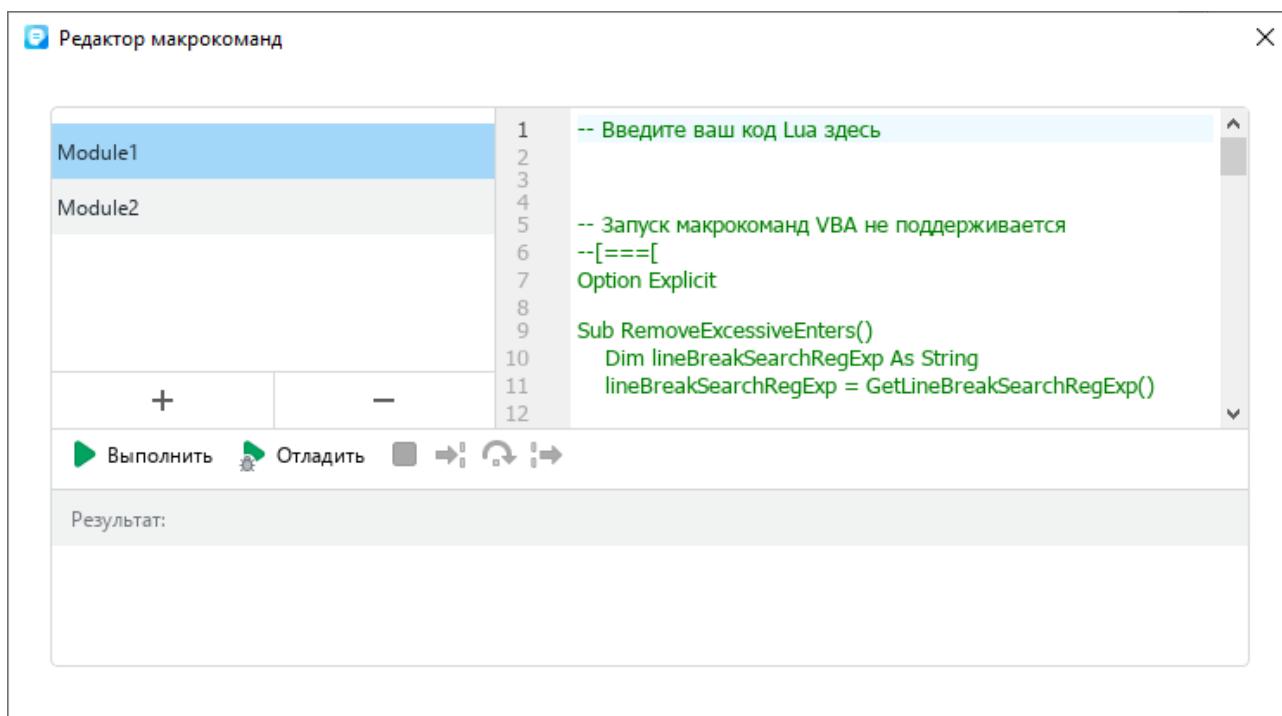 Редактор макрокоманд
Module1
Module2
1 -- Введите ваш код Lua здесь
2
3
4
5 -- Запуск макрокоманд VBA не поддерживается
6 --[===[
7 Option Explicit
8
9 Sub RemoveExcessiveEnters()
10 Dim lineBreakSearchRegExp As String
11 lineBreakSearchRegExp = GetLineBreakSearchRegExp()
12
Выполнить Отладить
Результат: